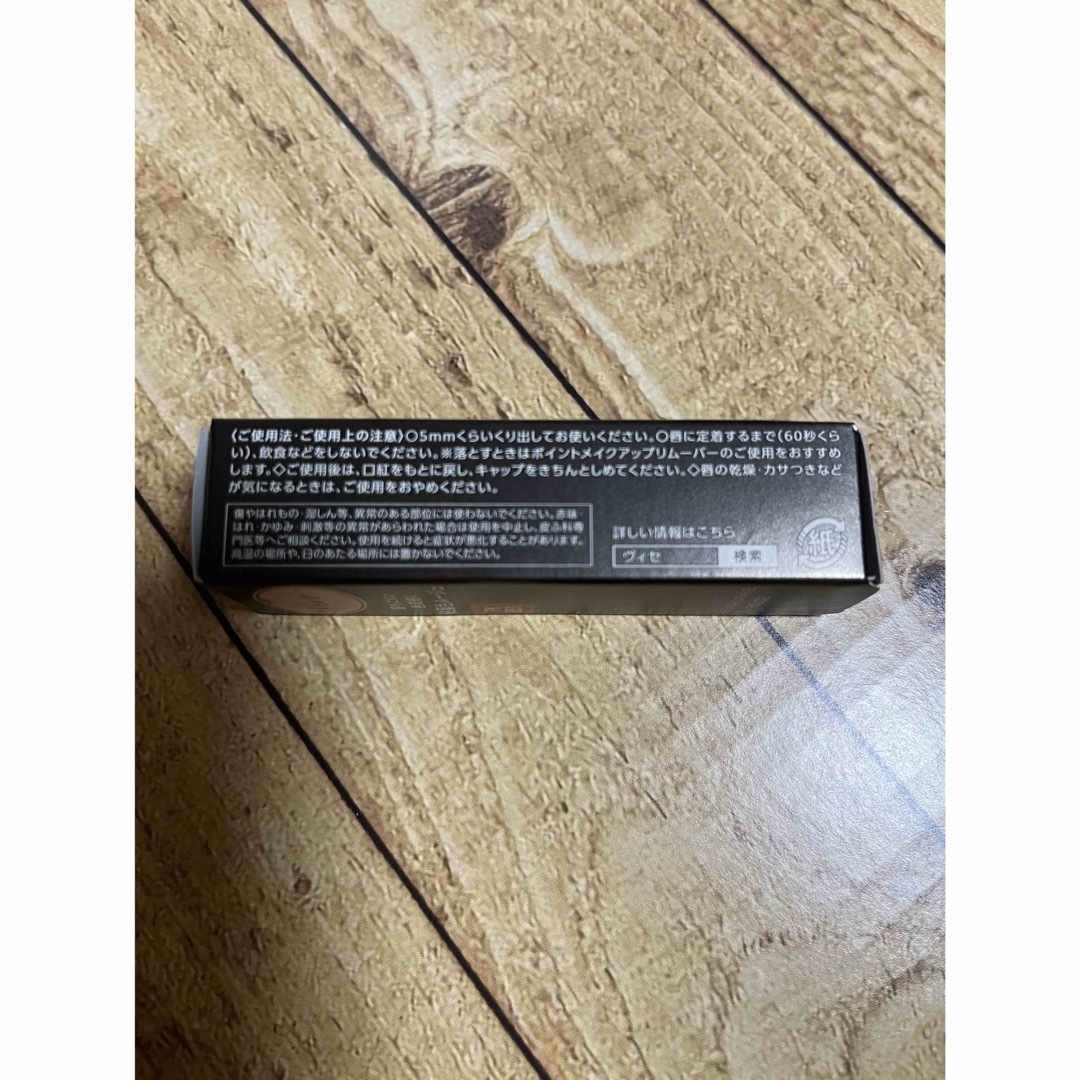 〈ご使用法・ご使用上の注意〉○5mmくらいくり出してお使いください。○唇に定着するまで(60秒くら
い)、飲食などをしないでください。※落とすときはポイントメイクアップリムーバーのご使用をおすすめ
します。◇ご使用後は、口紅をもとに戻し、キャップをきちんとしめてください。◇唇の乾燥・カサつきなど
が気になるときは、ご使用をおやめください。
傷やはれもの・湿しん等、異常のある部位には使わないでください。赤味・
はれ・かゆみ・刺激等の異常があらわれた場合は使用を中止し、皮ふ科専
門医等へご相談ください。使用を続けると症状が悪化することがあります。
高温の場所や、日のあたる場所には置かないでください。
詳しい情報はこちら
ヴィセ 検索
紙